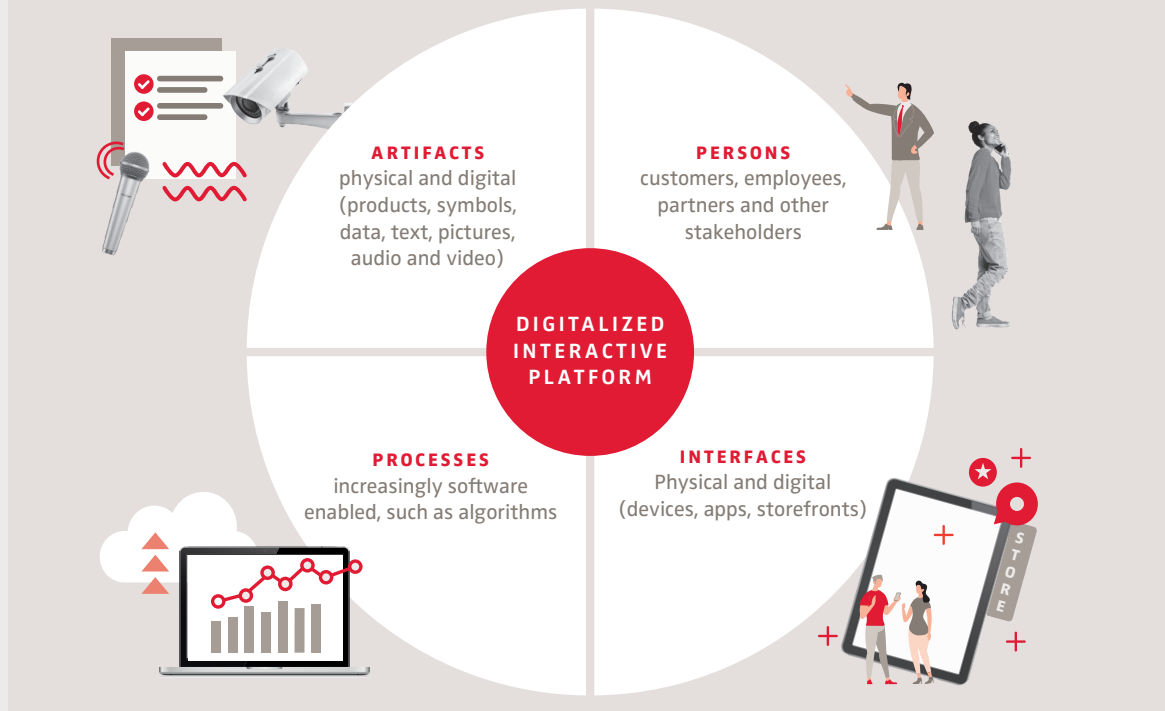 ARTIFACTS
physical and digital
(products, symbols,
data, text, pictures,
audio and video)
PERSONS
customers, employees,
partners and other
stakeholders
DIGITALIZED
INTERACTIVE
PLATFORM
PROCESSES
increasingly software
enabled, such as algorithms
INTERFACES
Physical and digital
(devices, apps, storefronts)
STORE